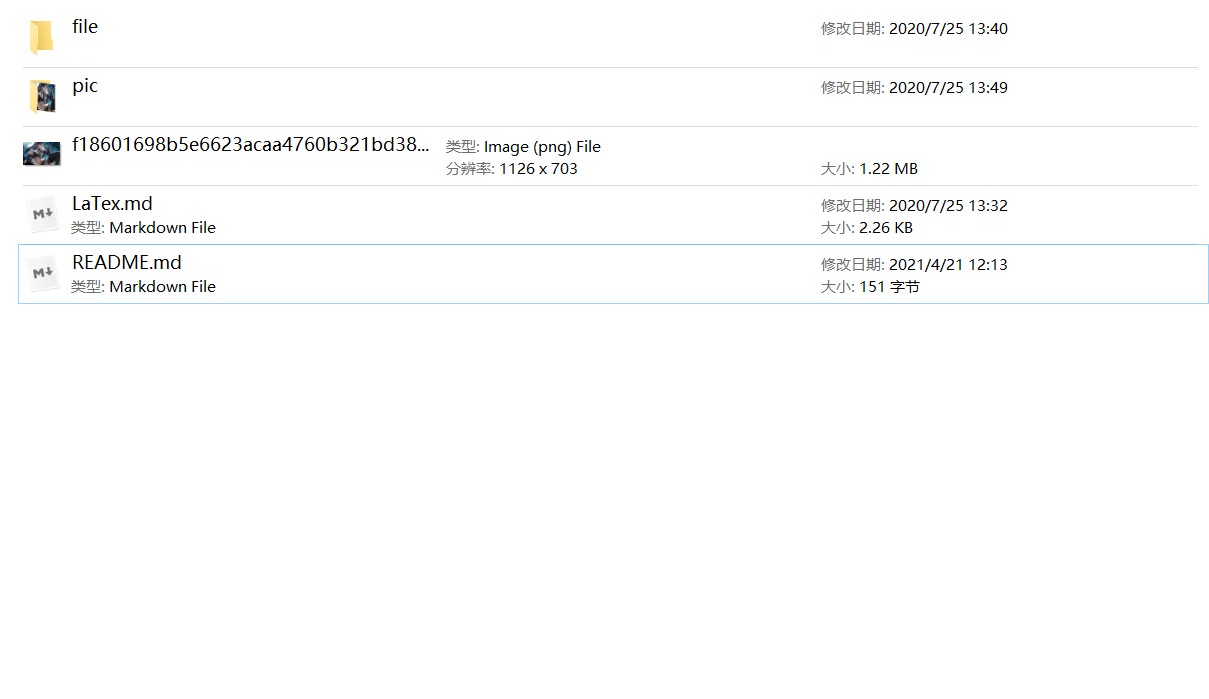 file
修改日期: 2020/7/25 13:40
pic
修改日期: 2020/7/25 13:49
f18601698b5e6623acaa4760b321bd38...
类型: Image (png) File
分辨率: 1126 x 703
大小: 1.22 MB
M↓
LaTex.md
类型: Markdown File
修改日期: 2020/7/25 13:32
大小: 2.26 KB
M↓
README.md
类型: Markdown File
修改日期: 2021/4/21 12:13
大小: 151 字节